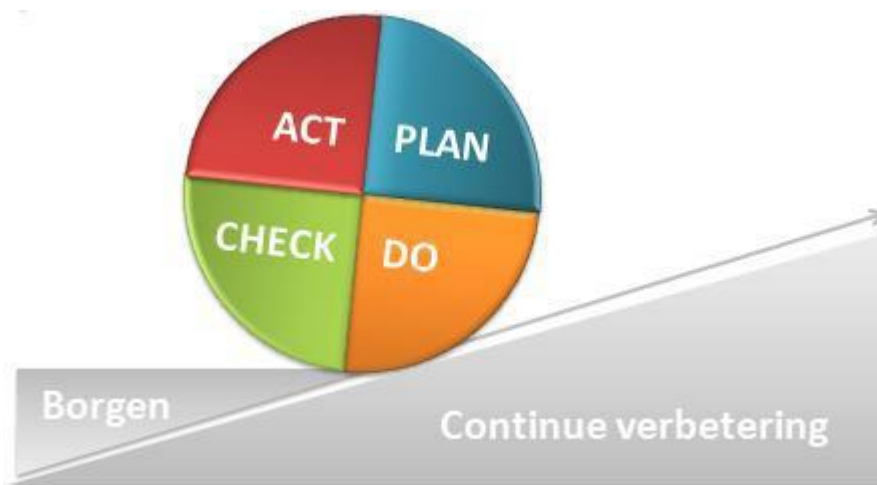 ACT
PLAN
CHECK
DO
Borgen
Continue verbetering